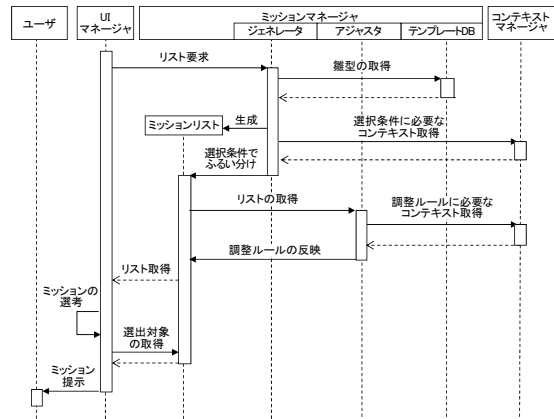 ユーザ
UI
マネージャ
ミッションマネージャ
ジェネレータ
アジャスタ
テンプレートDB
コンテキスト
マネージャ
リスト要求
雛型の取得
ミッションリスト
生成
選択条件に必要な
コンテキスト取得
選択条件で
ふるい分け
リストの取得
調整ルールに必要な
コンテキスト取得
調整ルールの反映
リスト取得
ミッションの
選考
選出対象
の取得
ミッション
提示